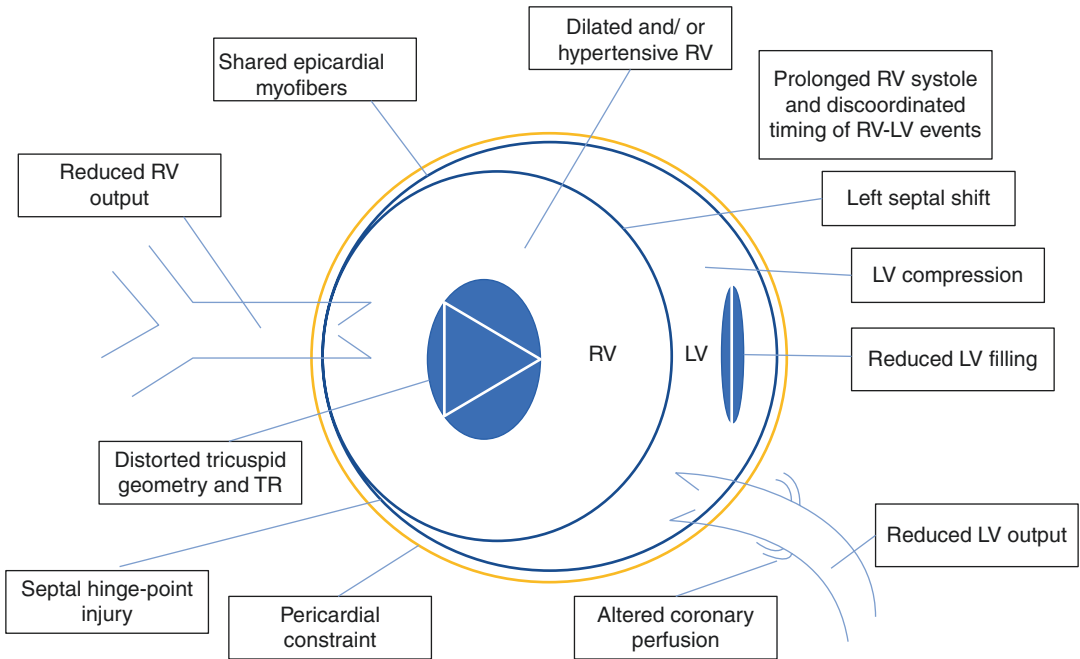 Dilated and/ or
hypertensive RV
Shared epicardial
myofibers
Prolonged RV systole
and discoordinated
timing of RV-LV events
Reduced RV
output
Left septal shift
LV compression
RV
LV
Reduced LV filling
Distorted tricuspid
geometry and TR
Reduced LV output
Septal hinge-point
injury
Pericardial
constraint
Altered coronary
perfusion